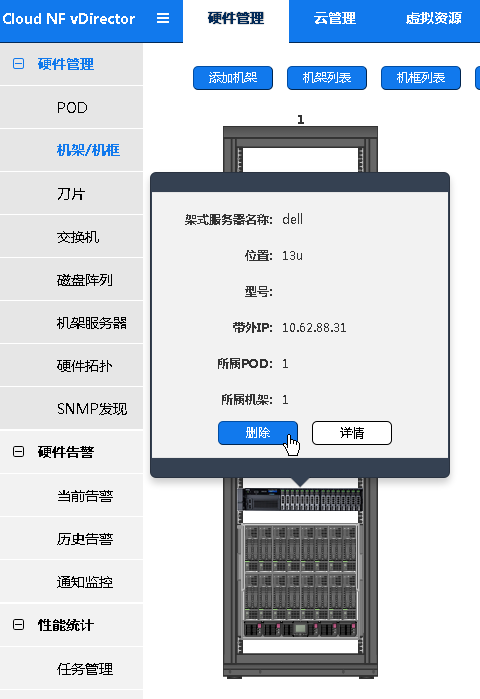 Cloud NF vDirector
硬件管理
云管理
虚拟资源
硬件管理
POD
机架/机框
刀片
交换机
磁盘阵列
机架服务器
硬件拓扑
SNMP发现
硬件告警
当前告警
历史告警
通知监控
性能统计
任务管理
添加机架
机架列表
机框列表
1
架式服务器名称: dell
位置: 13u
型号:
带外IP: 10.62.88.31
所属POD: 1
所属机架: 1
删除
详情